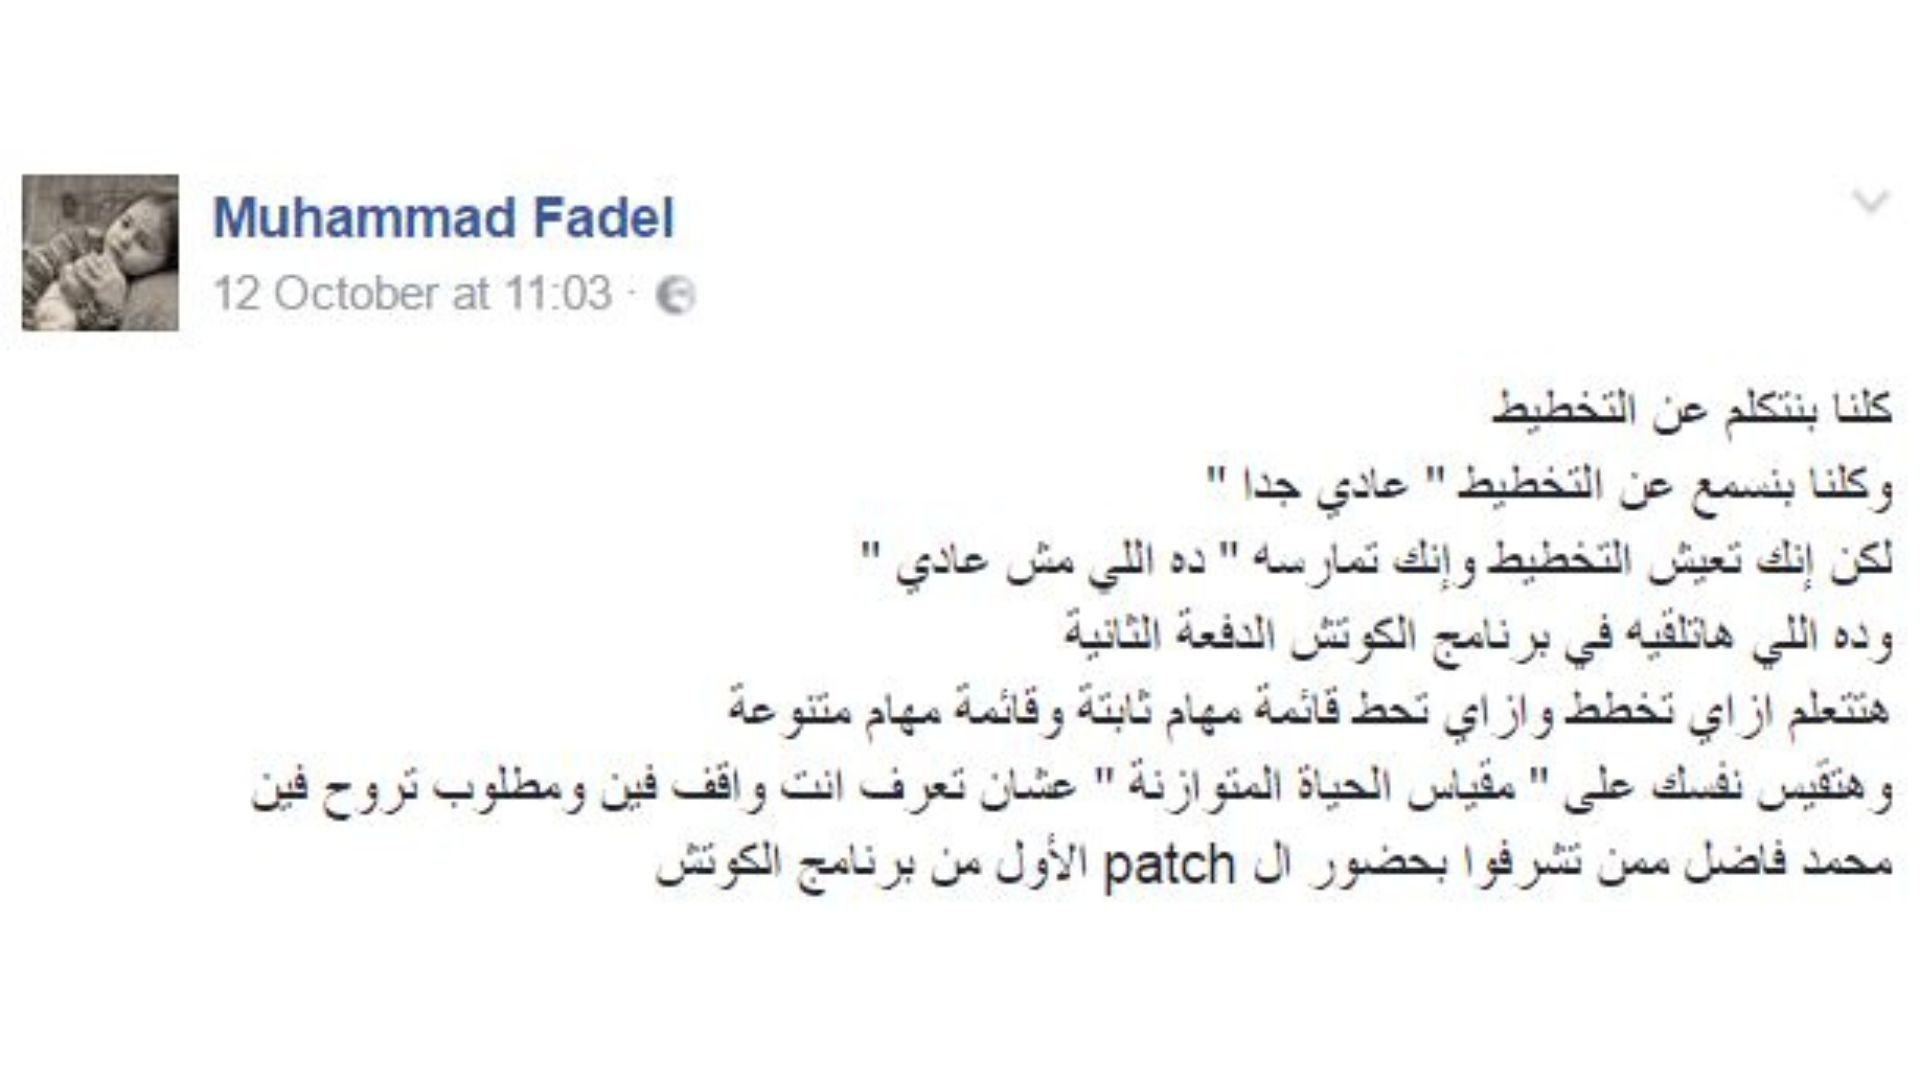 Muhammad Fadel
12 October at 11:03 ·
كلنا بنتكلم عن التخطيط
وكلنا بنسمع عن التخطيط " عادي جدا "
لكن إنك تعيش التخطيط وإنك تمارسه " ده اللي مش عادي "
وده اللي هاتلقيه في برنامج الكوتش الدفعة الثانية
هتتعلم ازاي تخطط وازاي تحط قائمة مهام ثابتة وقائمة مهام متنوعة
وهتقيس نفسك على " مقياس الحياة المتوازنة " عشان تعرف انت واقف فين ومطلوب تروح فين
محمد فاضل ممن تشرفوا بحضور ال patch الأول من برنامج الكوتش